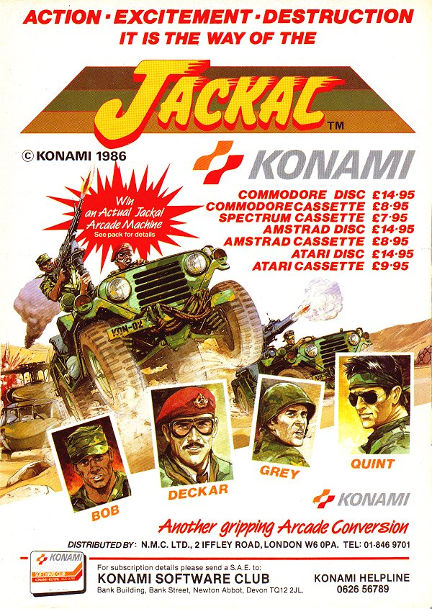 ACTION · EXCITEMENT · DESTRUCTION
IT IS THE WAY OF THE
JACKAL
TM
© KONAMI 1986
KONAMI
Win
an Actual Jackal
Arcade Machine
See pack for details
COMMODORE DISC £14·95
COMMODORE CASSETTE £8·95
SPECTRUM CASSETTE £7·95
AMSTRAD DISC £14·95
AMSTRAD CASSETTE £8·95
ATARI DISC £14·95
ATARI CASSETTE £9·95
KON-02
BOB
DECKAR
GREY
QUINT
KONAMI
Another gripping Arcade Conversion
DISTRIBUTED BY: N.M.C. LTD., 2 IFFLEY ROAD, LONDON W6 0PA. TEL: 01-846 9701
KONAMI
For subscription details please send a S.A.E. to:
KONAMI SOFTWARE CLUB
Bank Building, Bank Street, Newton Abbot, Devon TQ12 2JL.
KONAMI HELPLINE
0626 56789